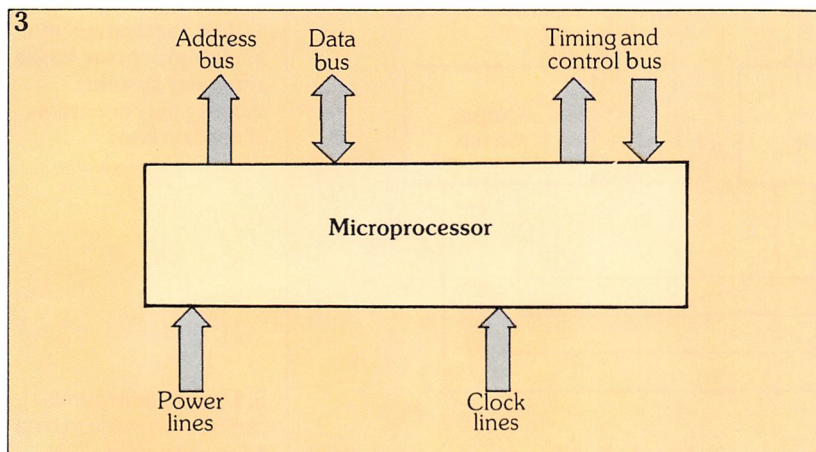 3
Address
bus
Data
bus
Timing and
control bus
Microprocessor
Power
lines
Clock
lines